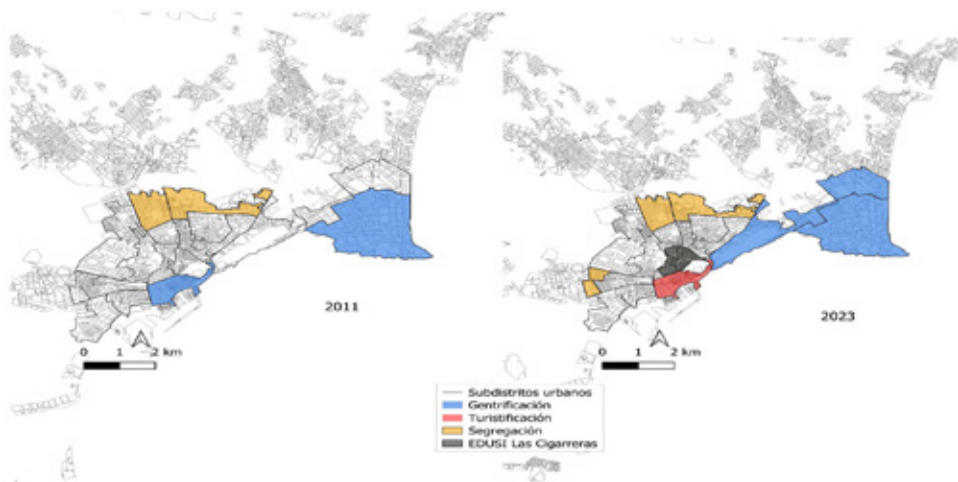 2011
0 1 2 km
2023
0 1 2 km
Subdistritos urbanos
Gentrificación
Turistificación
Segregación
EDUSI Las Cigarreras